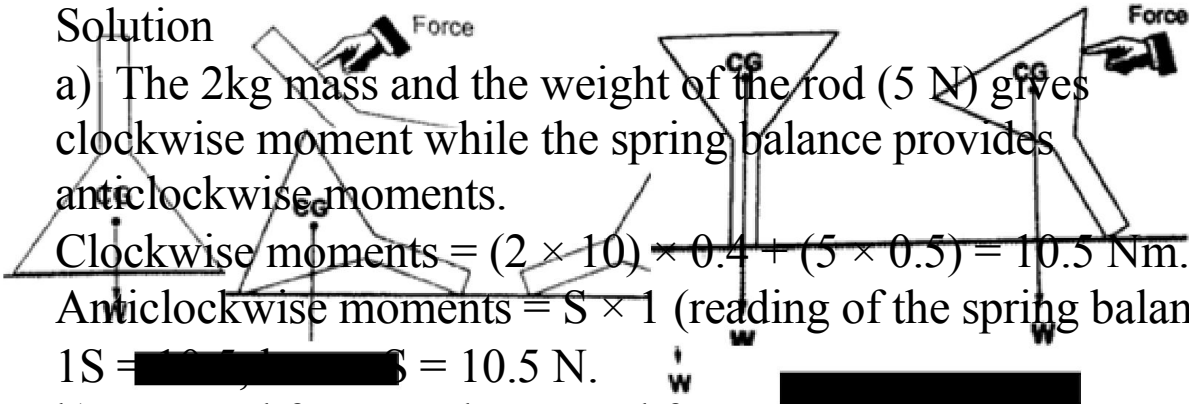 Solution
Force
Force
a) The 2kg mass and the weight of the rod (5 N) gives
CG
CG
clockwise moment while the spring balance provides
anticlockwise moments.
CG
CG
Clockwise moments = (2 × 10) × 0.4 + (5 × 0.5) = 10.5 Nm.
Anticlockwise moments = S × 1 (reading of the spring balan
W
W
W
1S = S = 10.5 N.
W